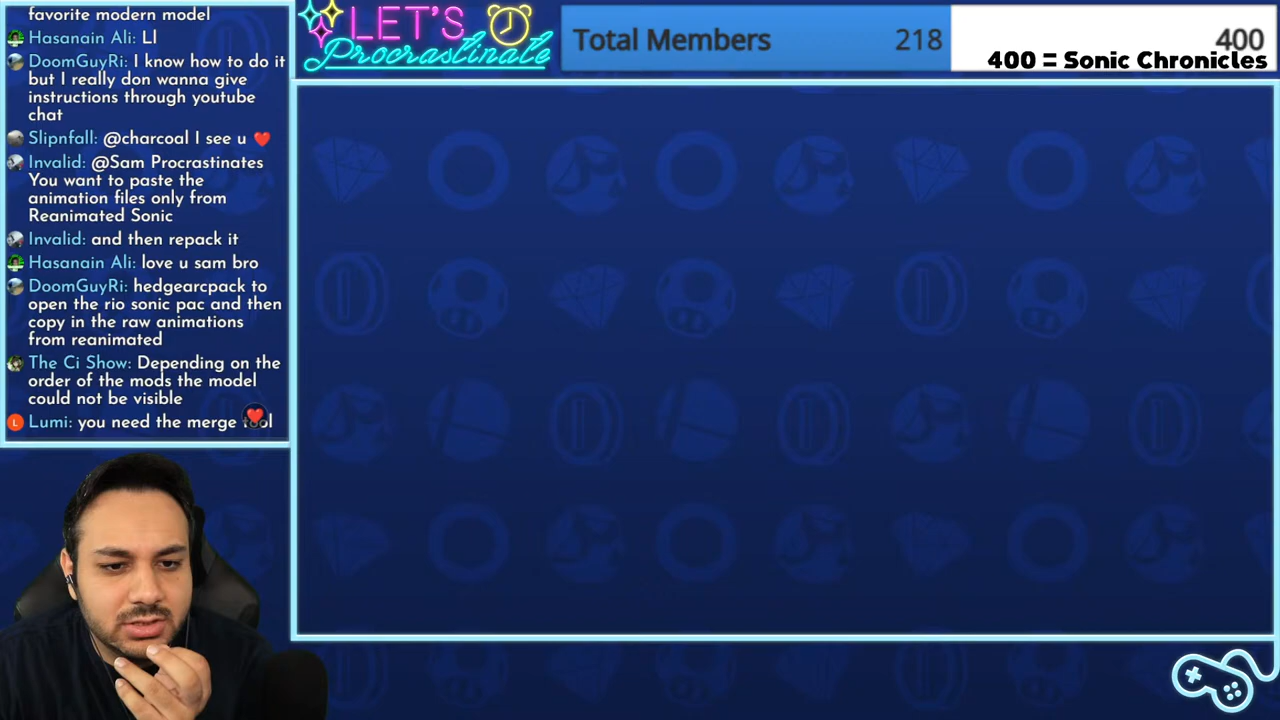 favorite modern model
Hasanain Ali: Ll
DoomGuyRi: I know how to do it
but I really don wanna give
instructions through youtube
chat
Slipnfall: @charcoal I see u ❤️
Invalid: @Sam Procrastinates
You want to paste the
animation files only from
Reanimated Sonic
Invalid: and then repack it
Hasanain Ali: love u sam bro
DoomGuyRi: hedgearcpack to
open the rio sonic pac and then
copy in the raw animations
from reanimated
The Ci Show: Depending on the
order of the mods the model
could not be visible
L Lumi: you need the merge tool
LET'S
Procrastinate
Total Members 218 400
400 = Sonic Chronicles